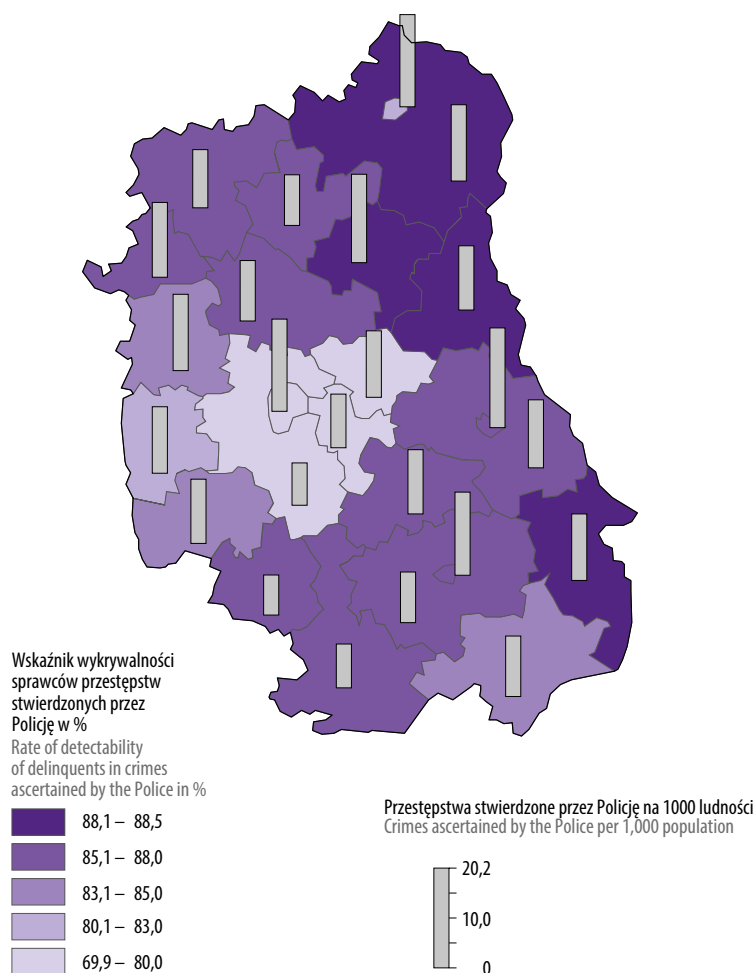 Wskaźnik wykrywalności
sprawców przestępstw
stwierdzonych przez
Policję w %
Rate of detectability
of delinquents in crimes
ascertained by the Police in %
88,1 – 88,5
85,1 – 88,0
83,1 – 85,0
80,1 – 83,0
69,9 – 80,0
Przestępstwa stwierdzone przez Policję na 1000 ludności
Crimes ascertained by the Police per 1,000 population
20,2
10,0
0